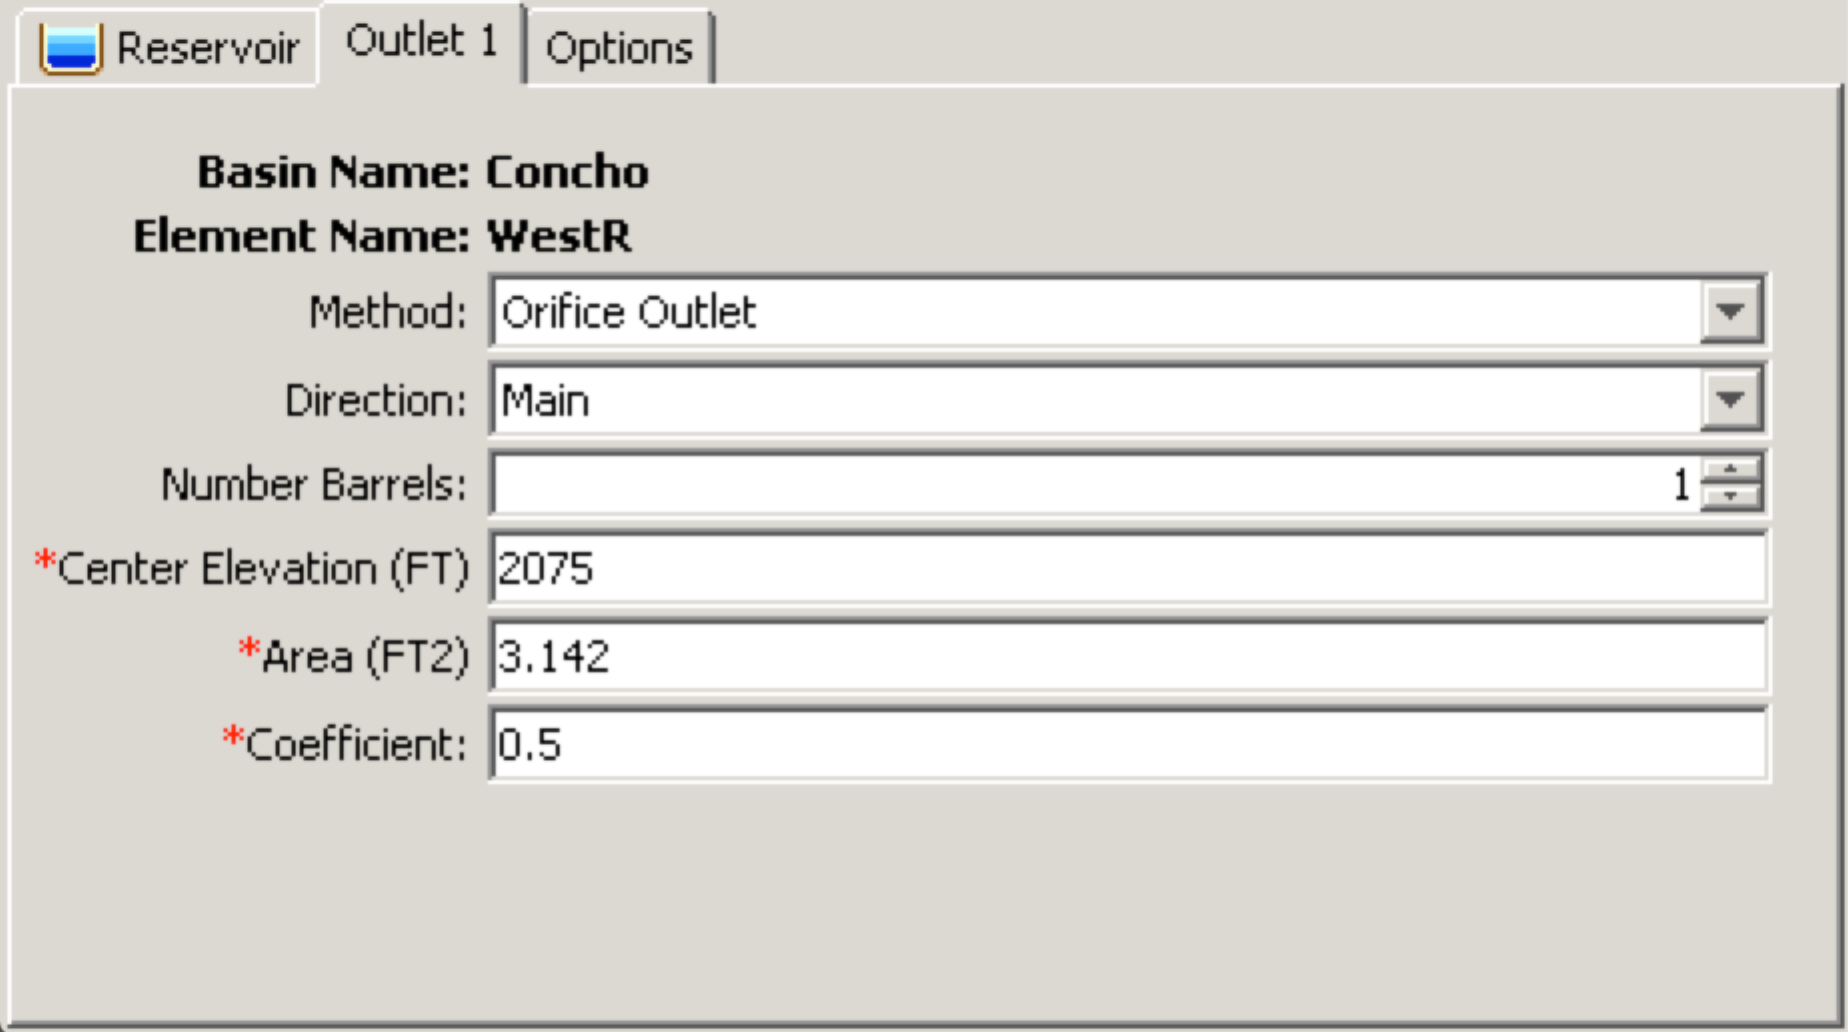 Reservoir Outlet 1 Options
Basin Name: Concho
Element Name: WestR
Method: Orifice Outlet
Direction: Main
Number Barrels: 1
*Center Elevation (FT) 2075
*Area (FT2) 3.142
*Coefficient: 0.5